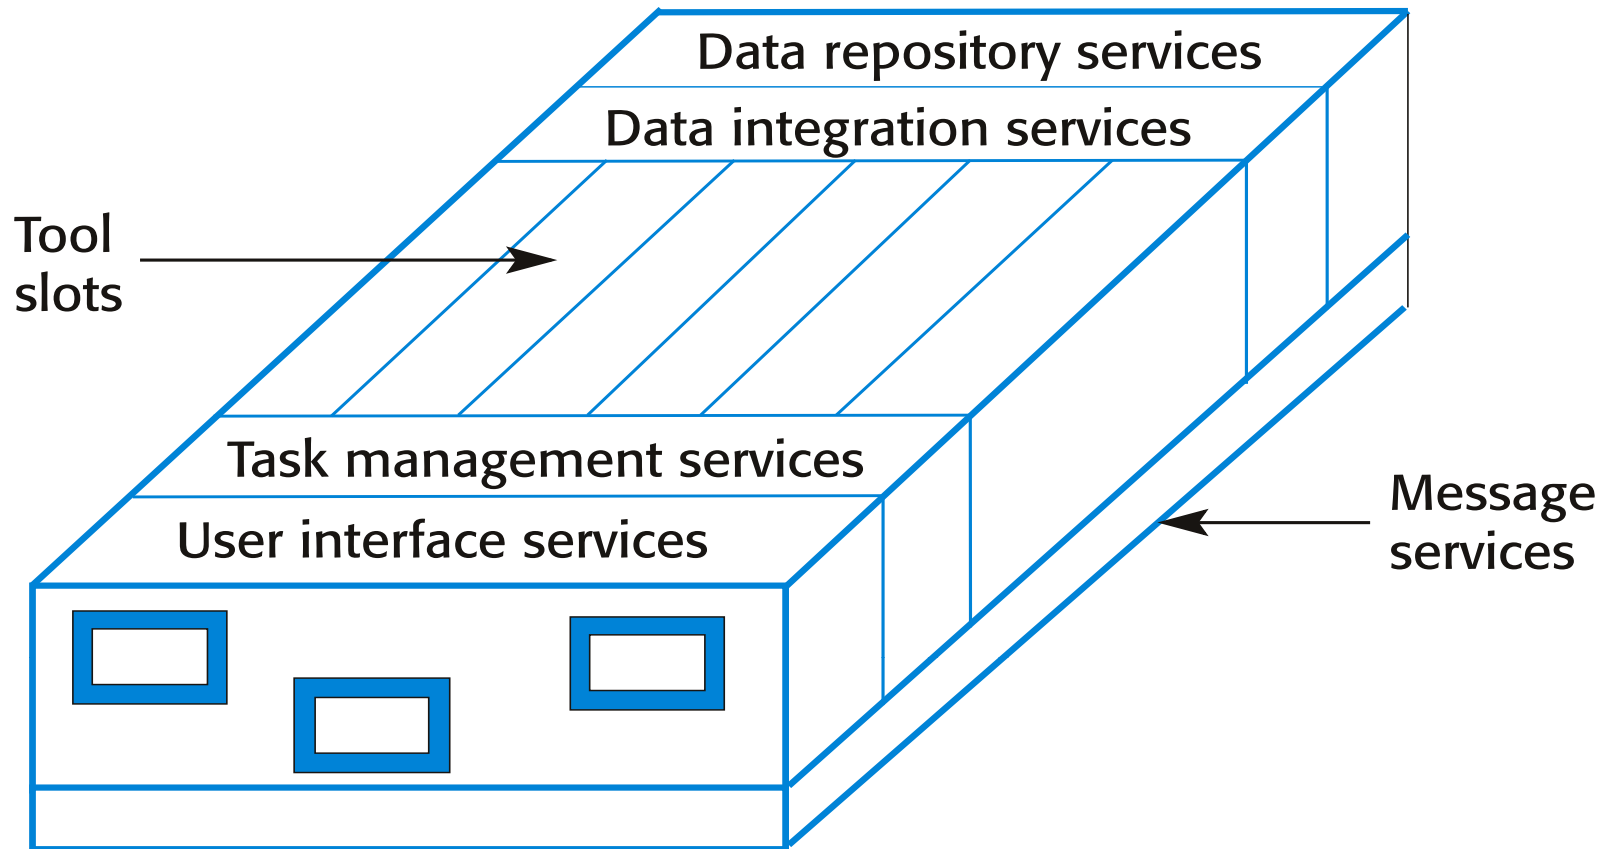 Data repository services
Data integration services
Tool
slots
Task management services
Message
services
User interface services